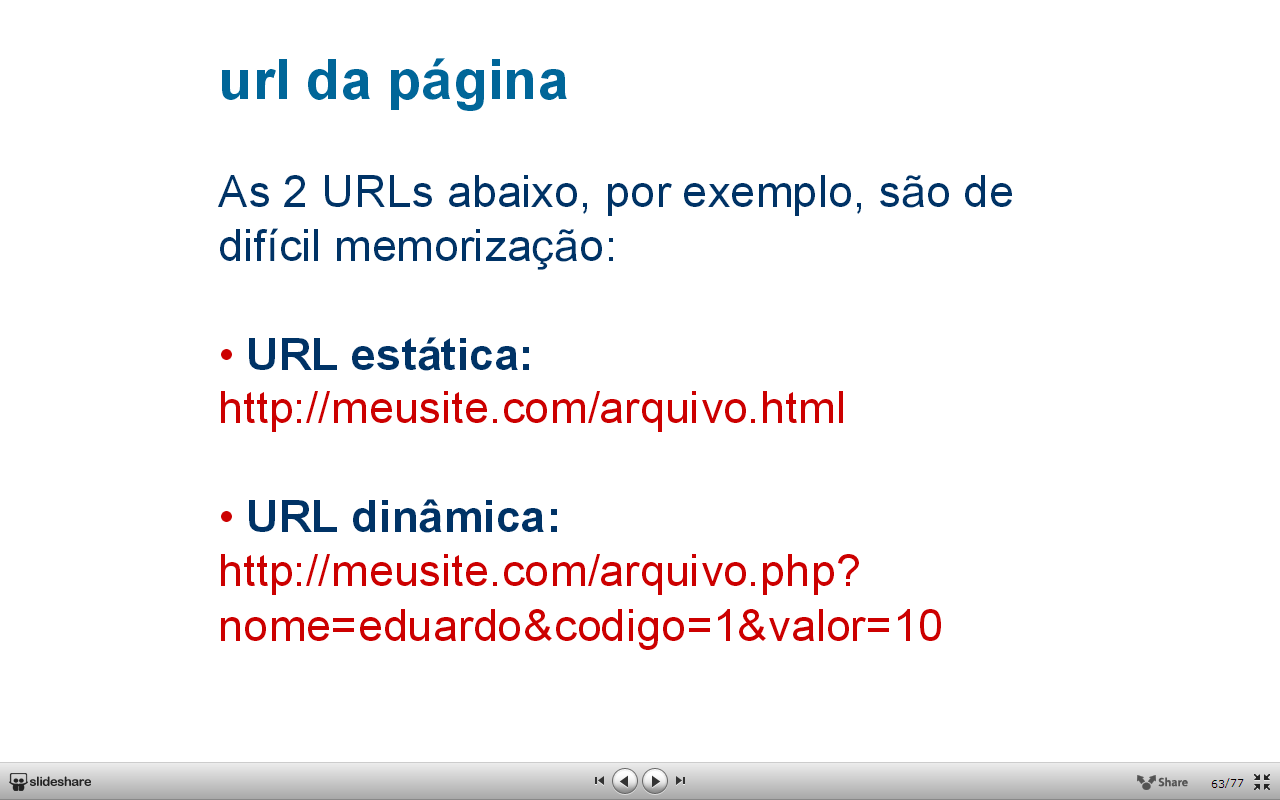 url da página
As 2 URLs abaixo, por exemplo, são de
difícil memorização:
• URL estática:
http://meusite.com/arquivo.html
• URL dinâmica:
http://meusite.com/arquivo.php?
nome=eduardo&codigo=1&valor=10
slideshare
Share
63/77